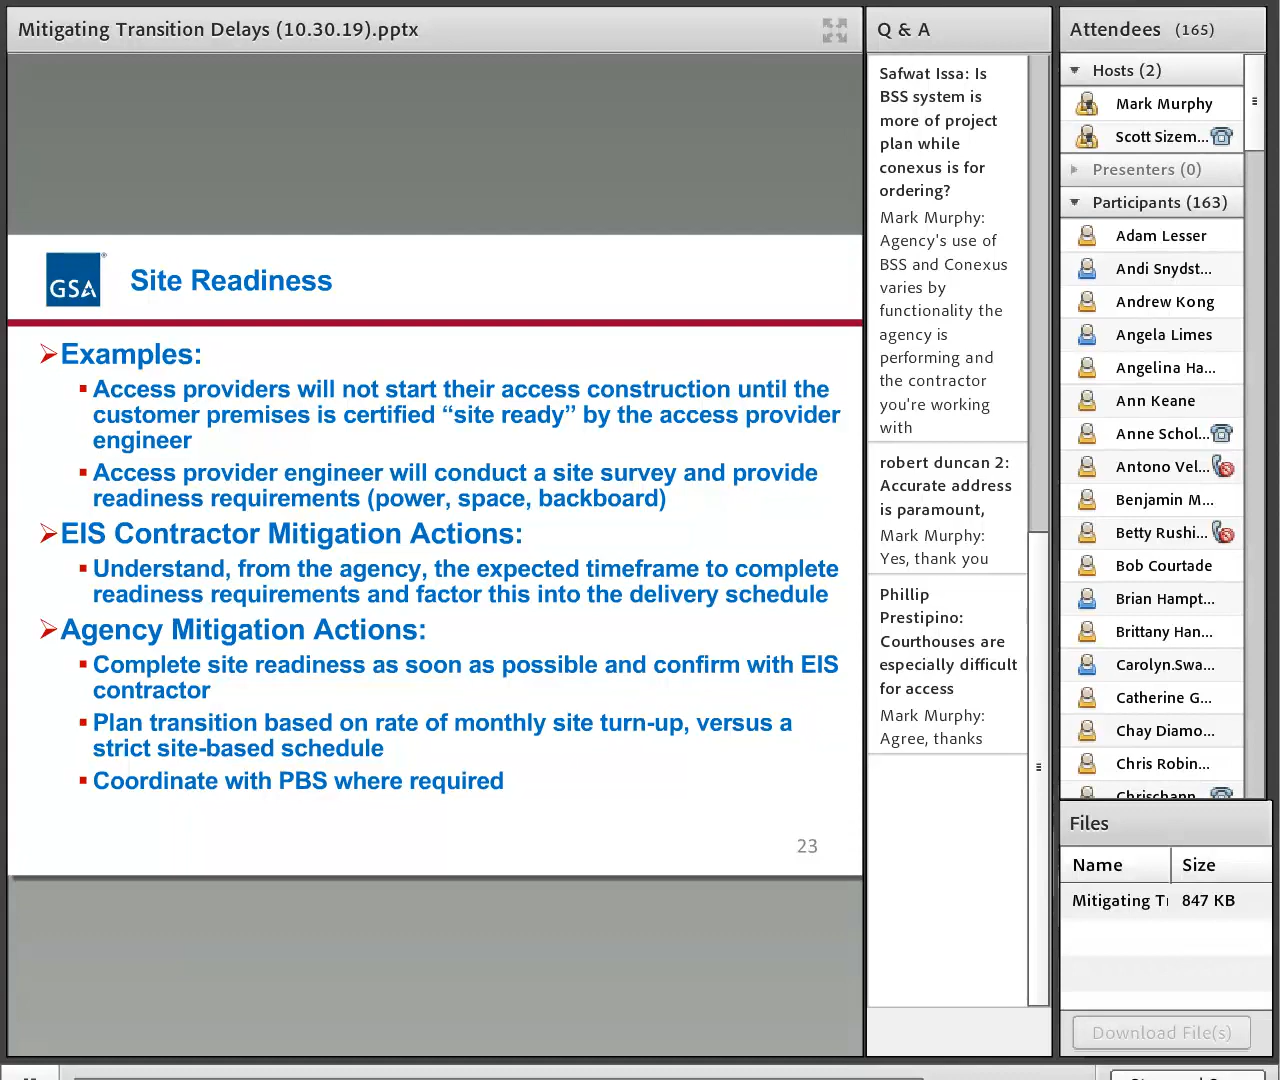 Mitigating Transition Delays (10.30.19).pptx
GSA
Site Readiness
Examples:
Access providers will not start their access construction until the
customer premises is certified “site ready” by the access provider
engineer
Access provider engineer will conduct a site survey and provide
readiness requirements (power, space, backboard)
EIS Contractor Mitigation Actions:
Understand, from the agency, the expected timeframe to complete
readiness requirements and factor this into the delivery schedule
Agency Mitigation Actions:
Complete site readiness as soon as possible and confirm with EIS
contractor
Plan transition based on rate of monthly site turn-up, versus a
strict site-based schedule
Coordinate with PBS where required
23
Q & A
Safwat Issa: Is
BSS system is
more of project
plan while
conexus is for
ordering?
Mark Murphy:
Agency's use of
BSS and Conexus
varies by
functionality the
agency is
performing and
the contractor
you're working
with
robert duncan 2:
Accurate address
is paramount,
Mark Murphy:
Yes, thank you
Phillip
Prestipino:
Courthouses are
especially difficult
for access
Mark Murphy:
Agree, thanks
Attendees (165)
Hosts (2)
Mark Murphy
Scott Sizem...
Presenters (0)
Participants (163)
Adam Lesser
Andi Snydst...
Andrew Kong
Angela Limes
Angelina Ha...
Ann Keane
Anne Schol...
Antono Vel...
Benjamin M...
Betty Rushi...
Bob Courtade
Brian Hampt...
Brittany Han...
Carolyn.Swa...
Catherine G...
Chay Diamo...
Chris Robin...
Chrischann
Files
Name Size
Mitigating 847 KB
Download File(s)